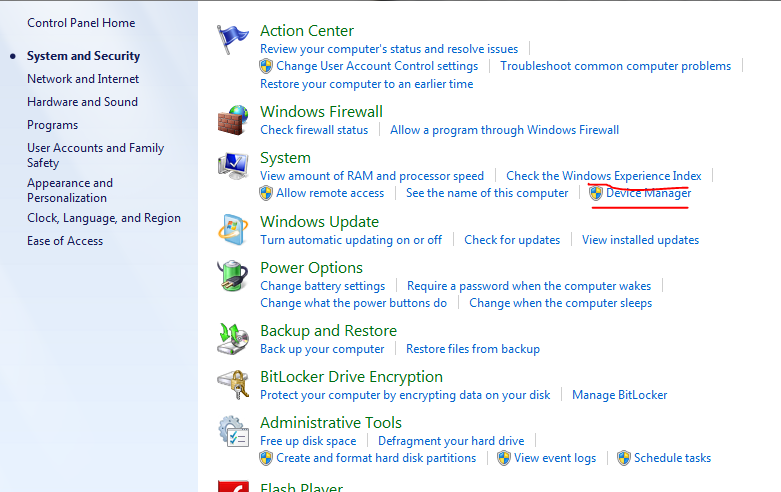 Control Panel Home
System and Security
Network and Internet
Hardware and Sound
Programs
User Accounts and Family
Safety
Appearance and
Personalization
Clock, Language, and Region
Ease of Access
Action Center
Review your computer's status and resolve issues
Change User Account Control settings Troubleshoot common computer problems
Restore your computer to an earlier time
Windows Firewall
Check firewall status Allow a program through Windows Firewall
System
View amount of RAM and processor speed Check the Windows Experience Index
Allow remote access See the name of this computer Device Manager
Windows Update
Turn automatic updating on or off Check for updates View installed updates
Power Options
Change battery settings Require a password when the computer wakes
Change what the power buttons do Change when the computer sleeps
Backup and Restore
Back up your computer Restore files from backup
BitLocker Drive Encryption
Protect your computer by encrypting data on your disk Manage BitLocker
Administrative Tools
Free up disk space Defragment your hard drive
Create and format hard disk partitions View event logs Schedule tasks
Flash Player